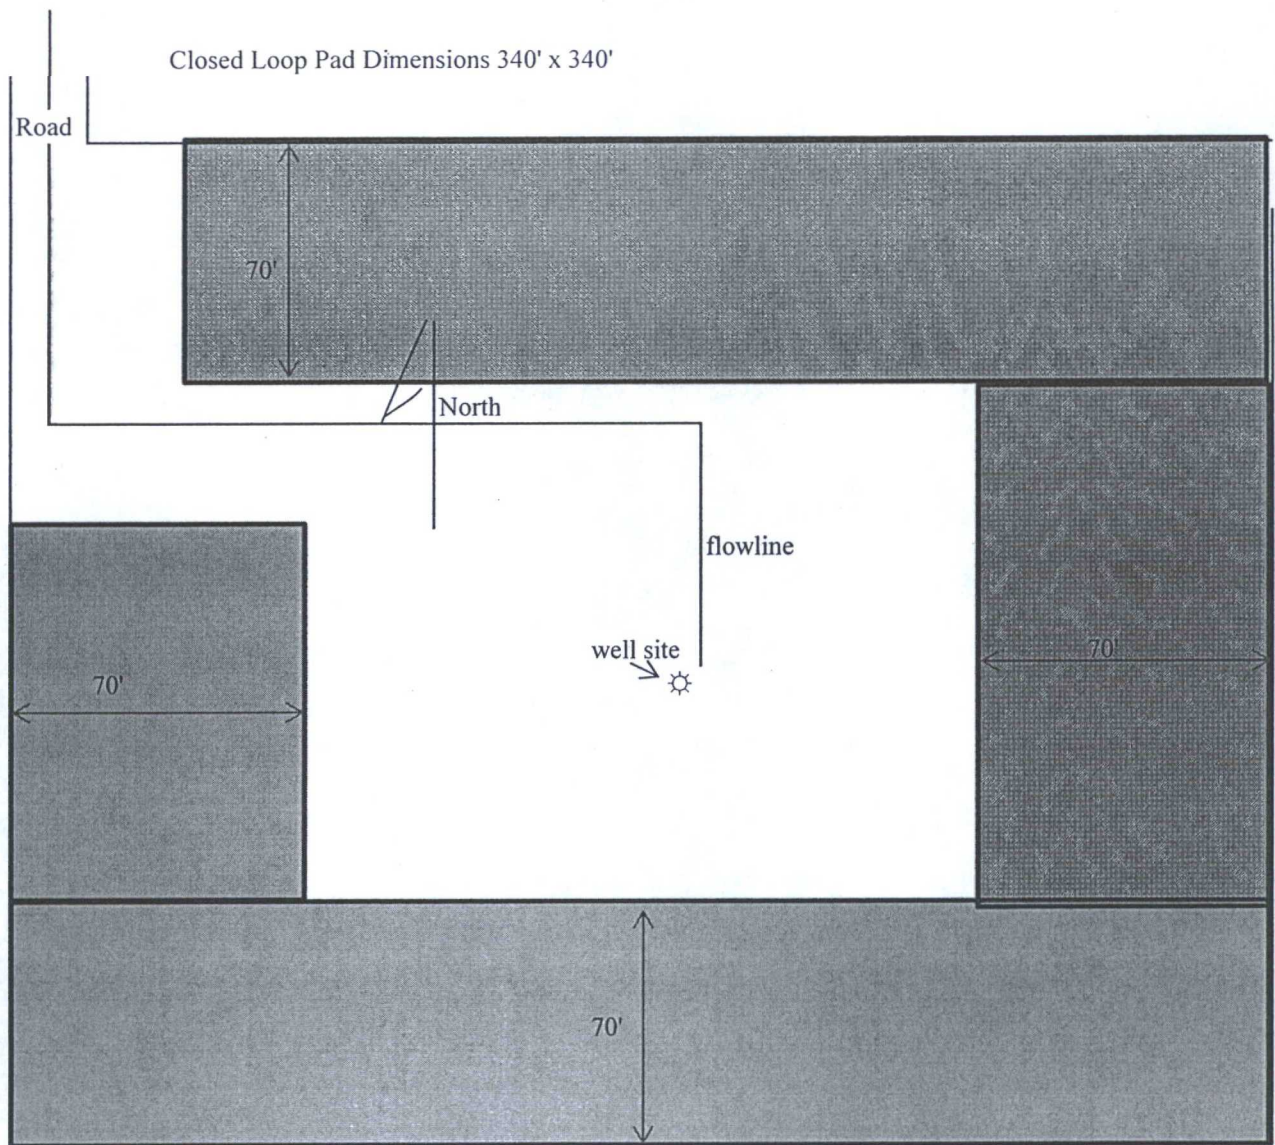 Closed Loop Pad Dimensions 340' x 340'
Road
70'
North
flowline
well site
70'
70'
70'